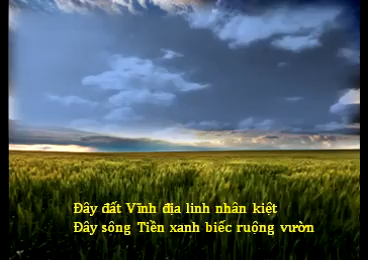 Đây đất Vĩnh địa linh nhân kiệt
Đây sông Tiền xanh biếc ruộng vườn